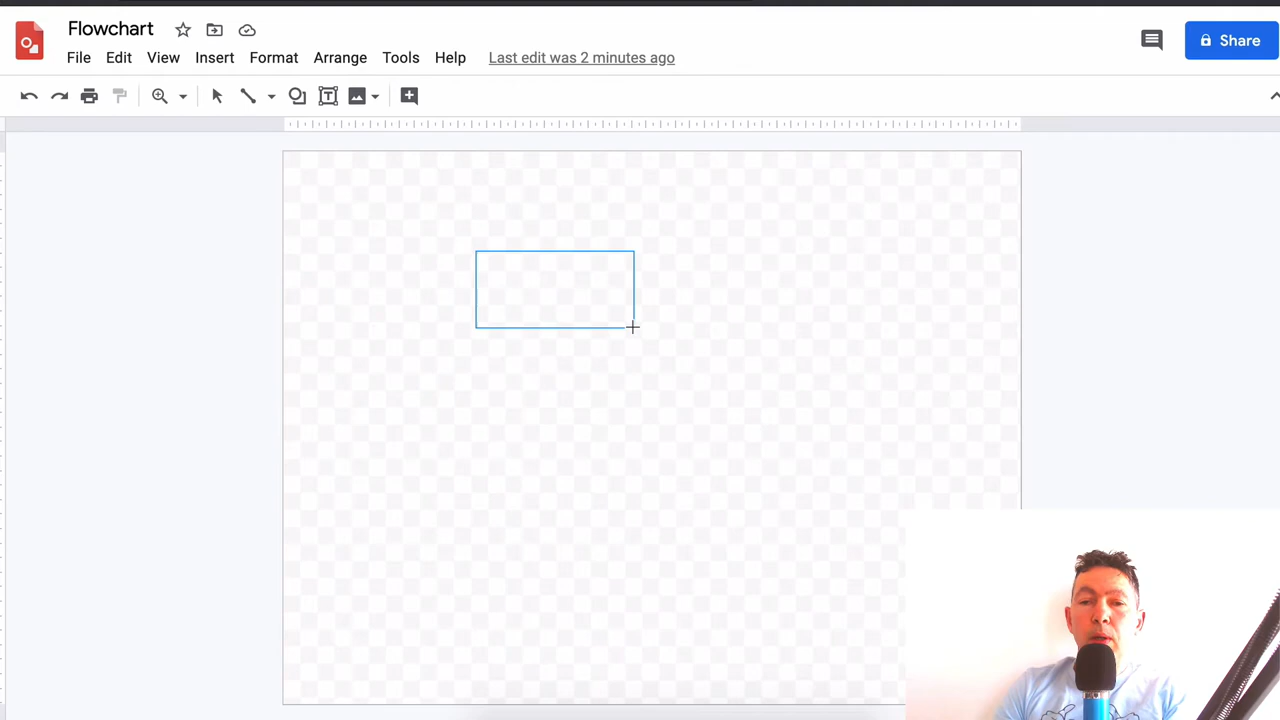 Flowchart
File Edit View Insert Format Arrange Tools Help Last edit was 2 minutes ago
Share